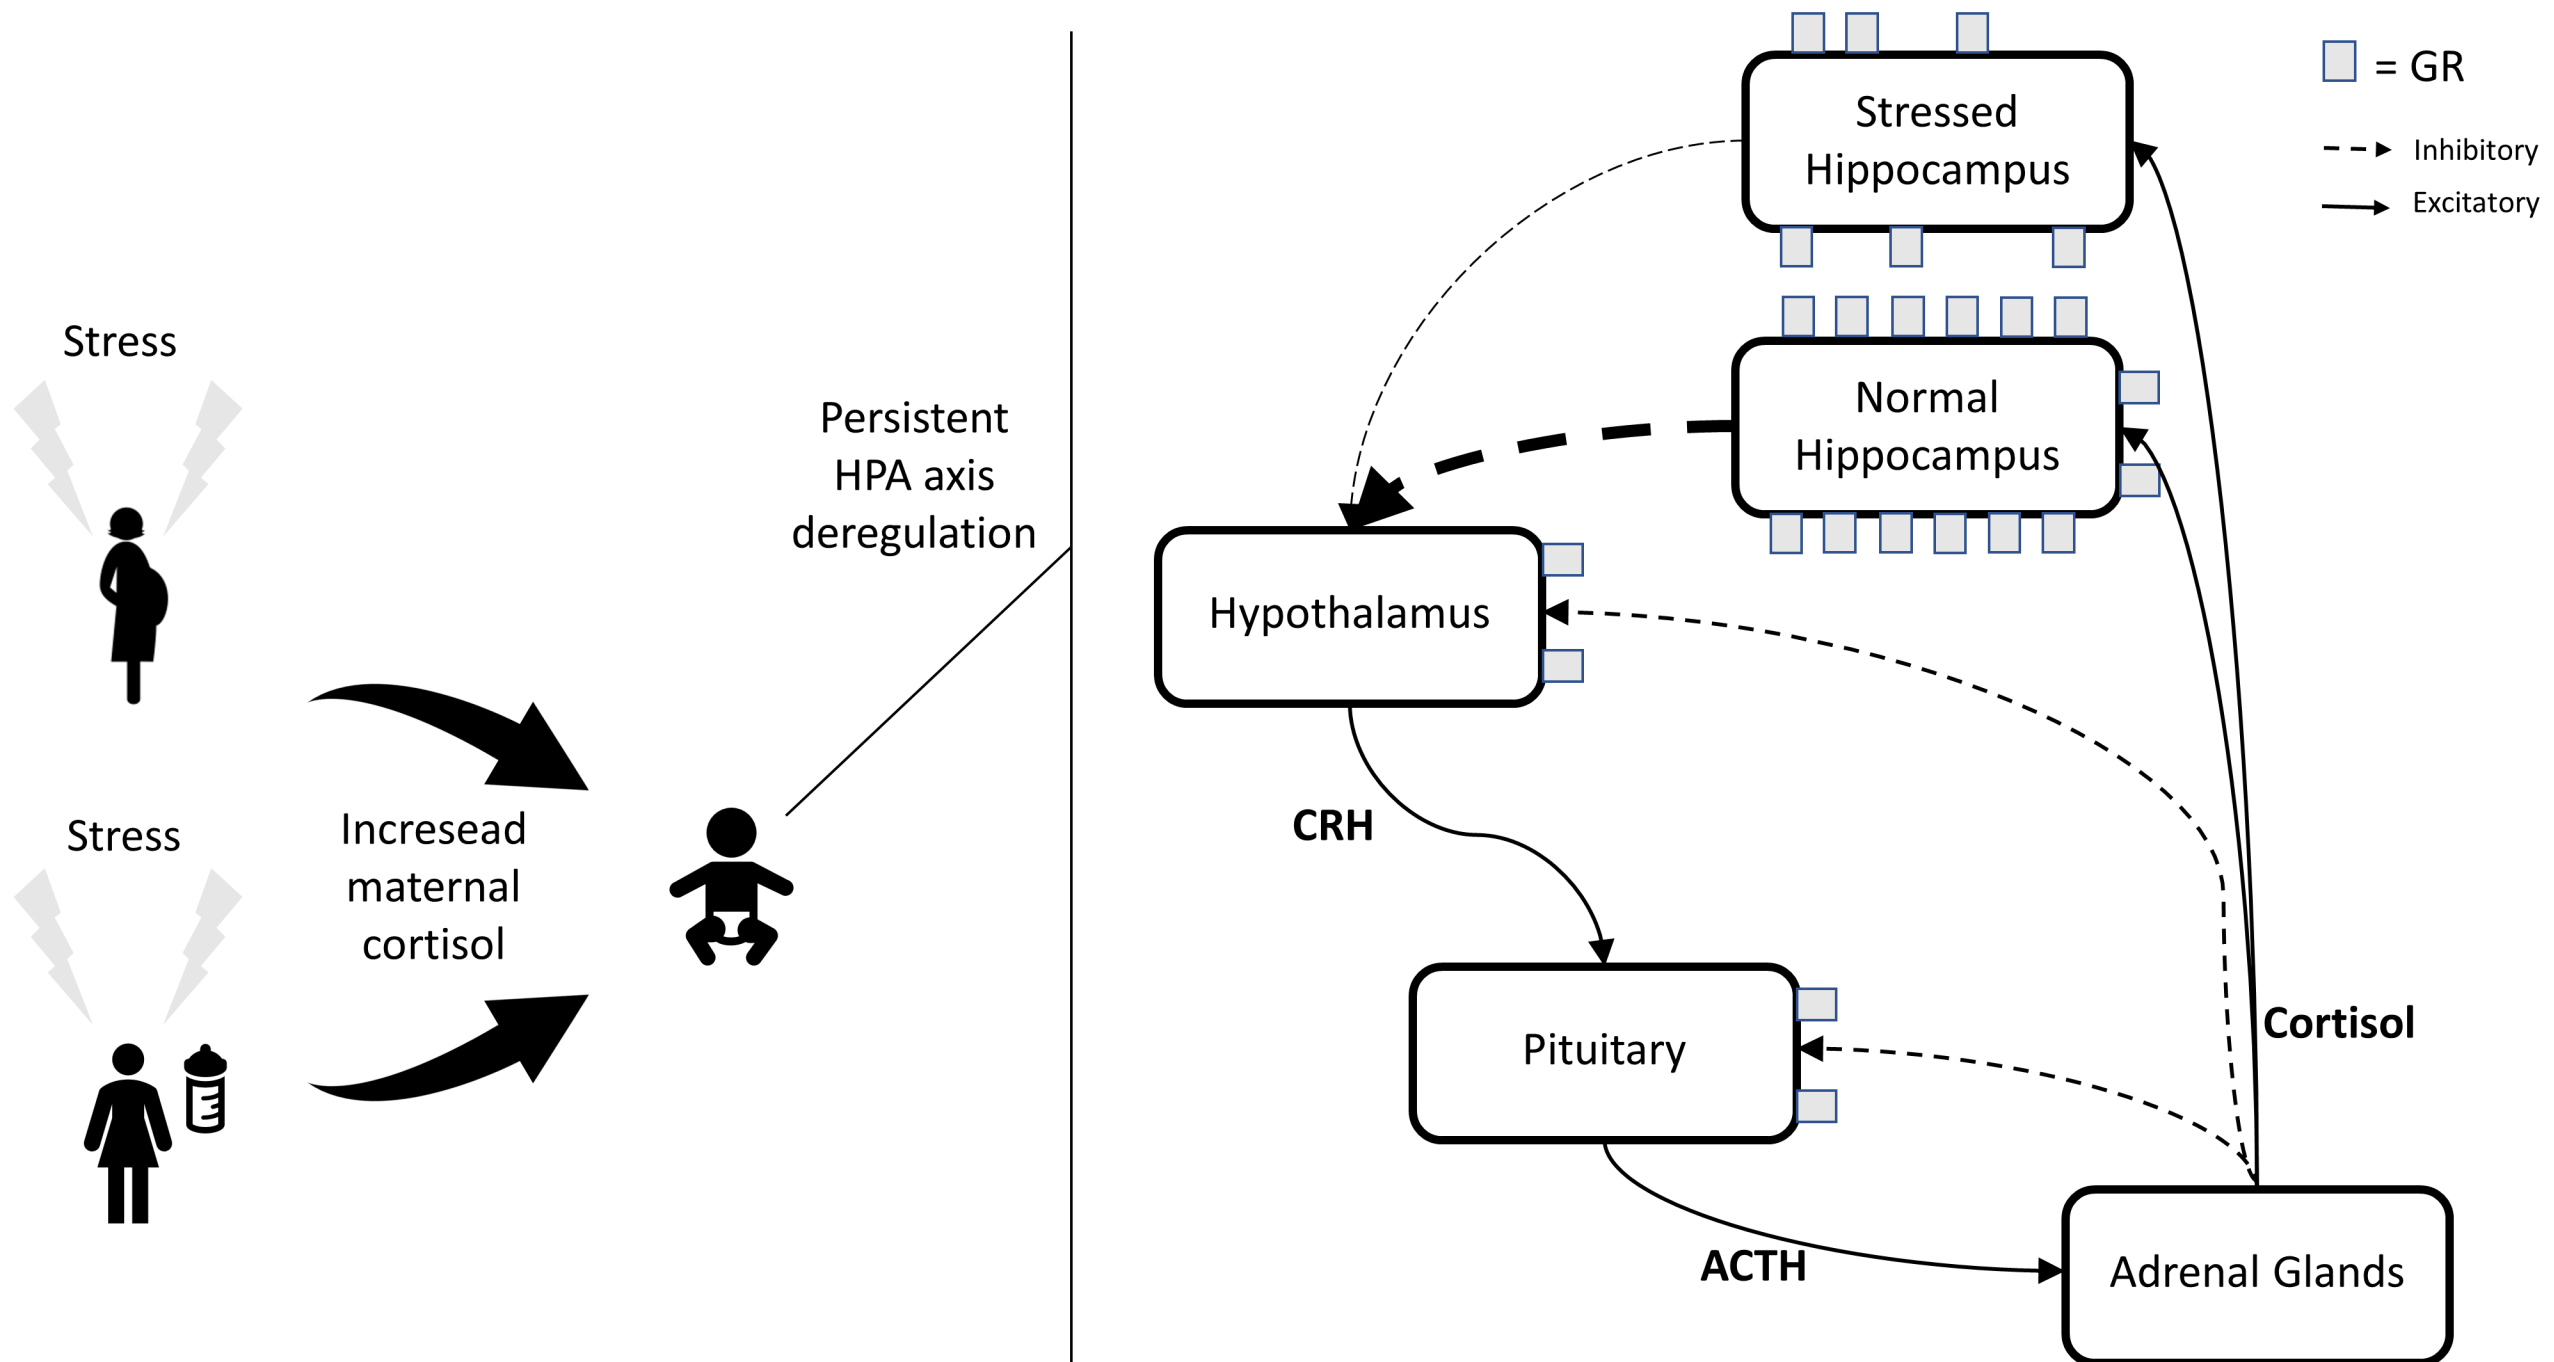 Stress
Stress
Incresead
maternal
cortisol
Persistent
HPA axis
deregulation
Stressed
Hippocampus
Normal
Hippocampus
Hypothalamus
CRH
Pituitary
ACTH
Adrenal Glands
Cortisol
= GR
Inhibitory
Excitatory